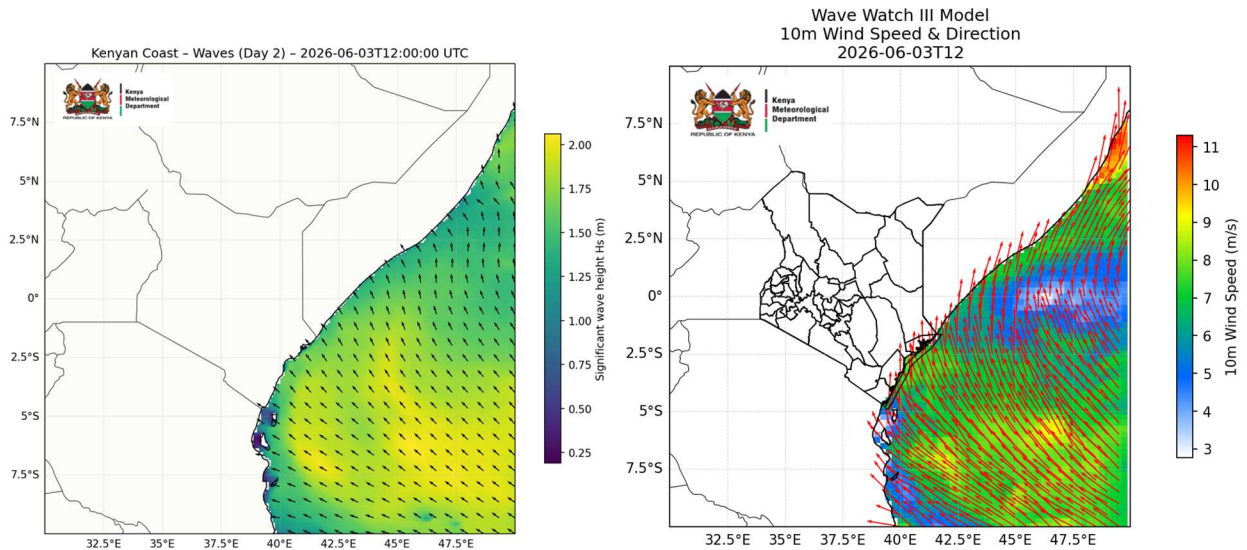 Kenyan Coast – Waves (Day 2) – 2026-06-03T12:00:00 UTC
Kenya
Meteorological
Department
REPUBLIC OF KENYA
7.5°N
5°N
2.5°N
0°
2.5°S
5°S
7.5°S
32.5°E
35°E
37.5°E
40°E
42.5°E
45°E
47.5°E
2.00
1.75
1.50
1.25
1.00
0.75
0.50
0.25
Significant wave height Hs (m)
Wave Watch III Model
10m Wind Speed & Direction
2026-06-03T12
Kenya
Meteorological
Department
REPUBLIC OF KENYA
7.5°N
5°N
2.5°N
0°
2.5°S
5°S
7.5°S
32.5°E
35°E
37.5°E
40°E
42.5°E
45°E
47.5°E
11
10
9
8
7
6
5
4
3
10m Wind Speed (m/s)